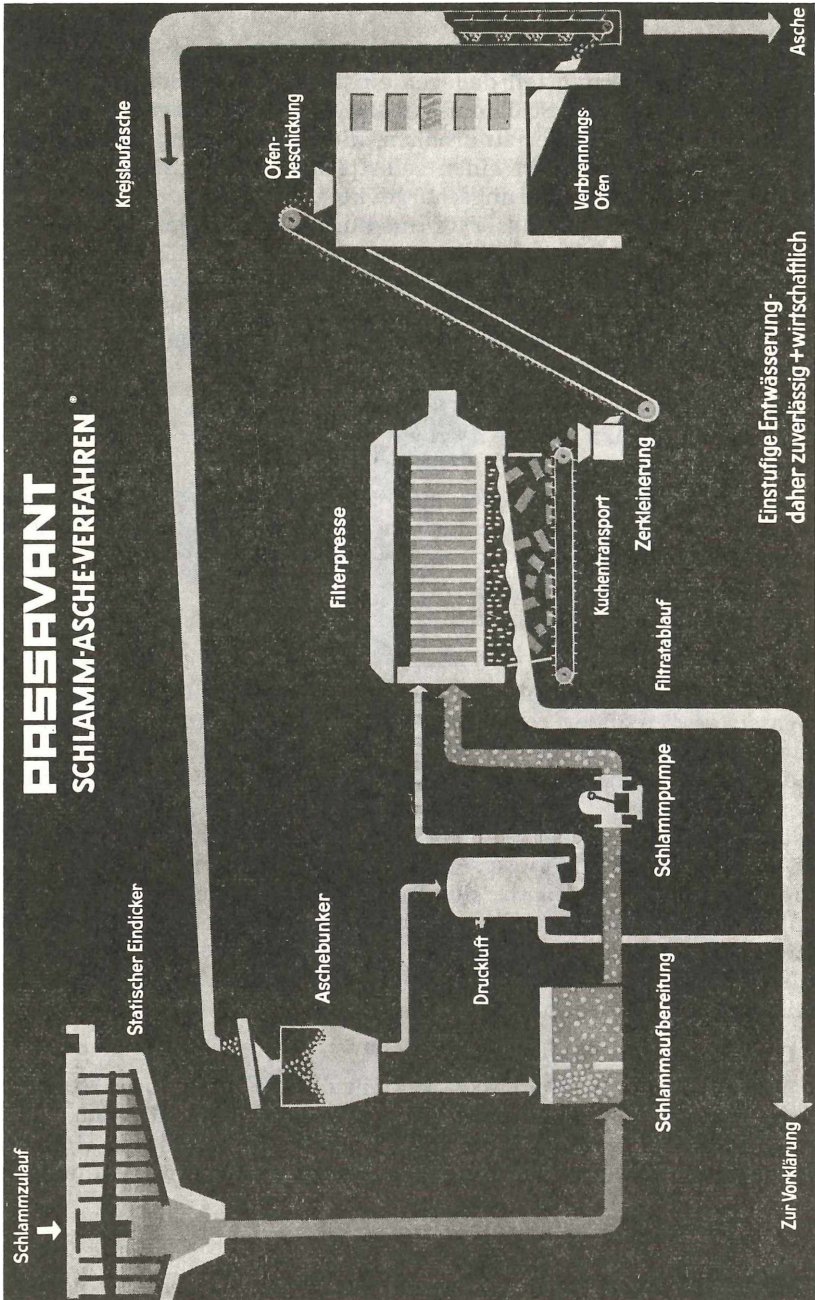 PASSAVANT
SCHLAMM-ASCHE-VERFAHREN ®
Schlammzulauf
Statischer Eindicker
Kreislaufasche
Aschebunker
Druckluft
Filterpresse
Ofen-
beschickung
Verbrennungs-
Ofen
Asche
Schlammaufbereitung
Schlammpumpe
Filtratablauf
Kuchentransport
Zerkleinerung
Zur Vorklärung
Einstufige Entwässerung-
daher zuverlässig + wirtschaftlich